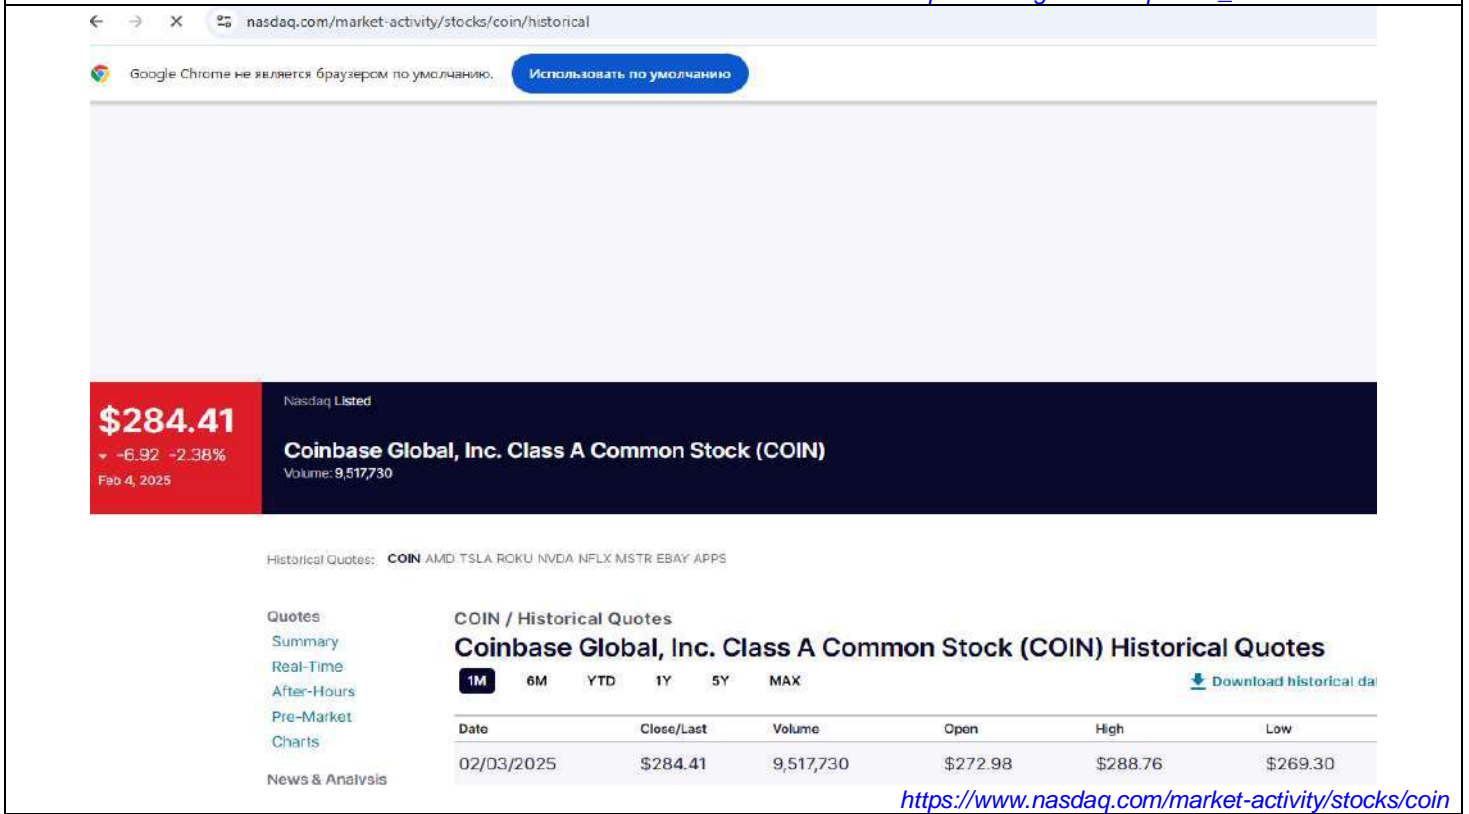 nasdaq.com/market-activity/stocks/coin/historical
Google Chrome не является браузером по умолчанию. Использовать по умолчанию
$284.41
-6.92 -2.38%
Feb 4, 2025
Nasdaq Listed
Coinbase Global, Inc. Class A Common Stock (COIN)
Volume: 9,517,730
Historical Quotes: COIN AMD TSLA ROKU NVDA NFLX MSTR EBAY APPS
Quotes
Summary
Real-Time
After-Hours
Pre-Market
Charts
News & Analysis
COIN / Historical Quotes
Coinbase Global, Inc. Class A Common Stock (COIN) Historical Quotes
1M 6M YTD 1Y 5Y MAX Download historical da
Date Close/Last Volume Open High Low
02/03/2025 $284.41 9,517,730 $272.98 $288.76 $269.30
https://www.nasdaq.com/market-activity/stocks/coin